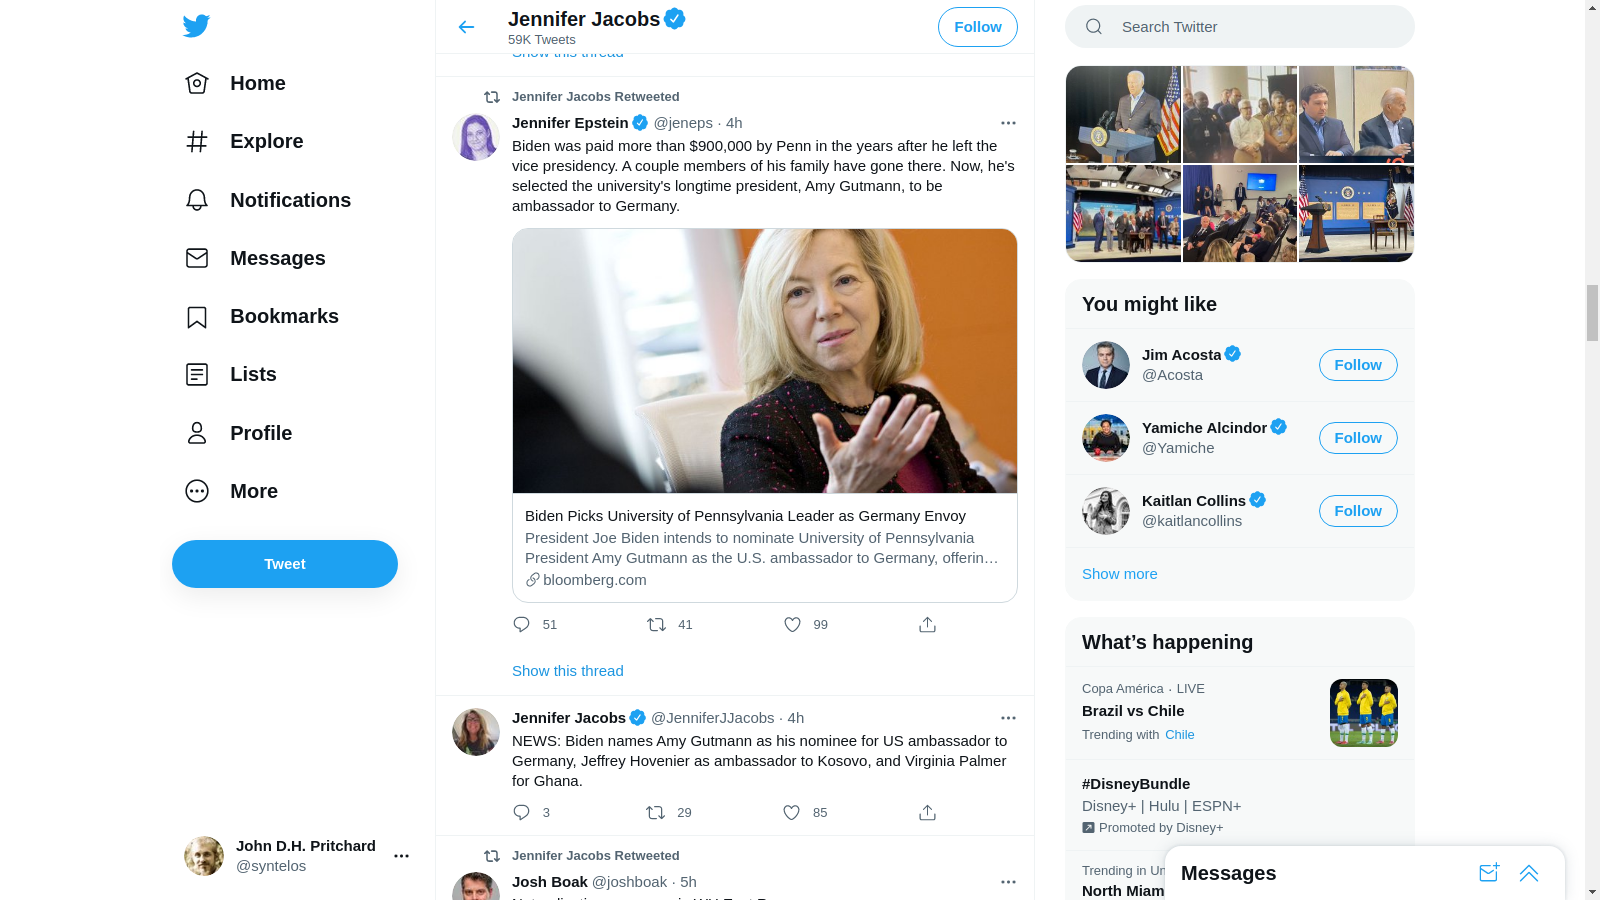 Home
Explore
Notifications
Messages
Bookmarks
Lists
Profile
More
Tweet
John D.H. Pritchard
@syntelos
Jennifer Jacobs
59K Tweets
Follow
Show this thread
Jennifer Jacobs Retweeted
Jennifer Epstein @jeneps · 4h
Biden was paid more than $900,000 by Penn in the years after he left the
vice presidency. A couple members of his family have gone there. Now, he's
selected the university's longtime president, Amy Gutmann, to be
ambassador to Germany.
Biden Picks University of Pennsylvania Leader as Germany Envoy
President Joe Biden intends to nominate University of Pennsylvania
President Amy Gutmann as the U.S. ambassador to Germany, offerin…
bloomberg.com
51 41 99
Show this thread
Jennifer Jacobs @JenniferJJacobs · 4h
NEWS: Biden names Amy Gutmann as his nominee for US ambassador to
Germany, Jeffrey Hovenier as ambassador to Kosovo, and Virginia Palmer
for Ghana.
3 29 85
Jennifer Jacobs Retweeted
Josh Boak @joshboak · 5h
Search Twitter
You might like
Jim Acosta
@Acosta
Follow
Yamiche Alcindor
@Yamiche
Follow
Kaitlan Collins
@kaitlancollins
Follow
Show more
What's happening
Copa América · LIVE
Brazil vs Chile
Trending with Chile
#DisneyBundle
Disney+ | Hulu | ESPN+
Promoted by Disney+
Trending in Un
North Miam
Messages